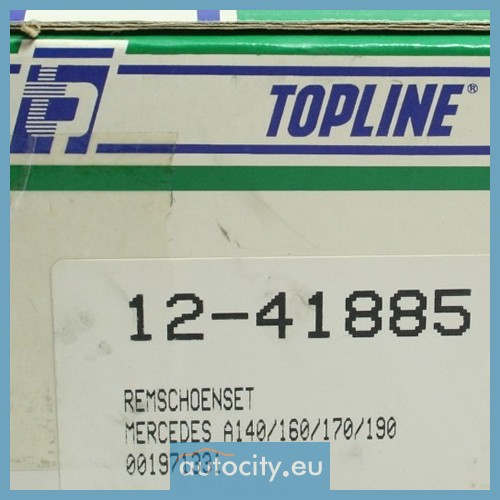 TOPLINE®
12-41885
REMSCHOENSET
MERCEDES A140/160/170/190
autocity.eu